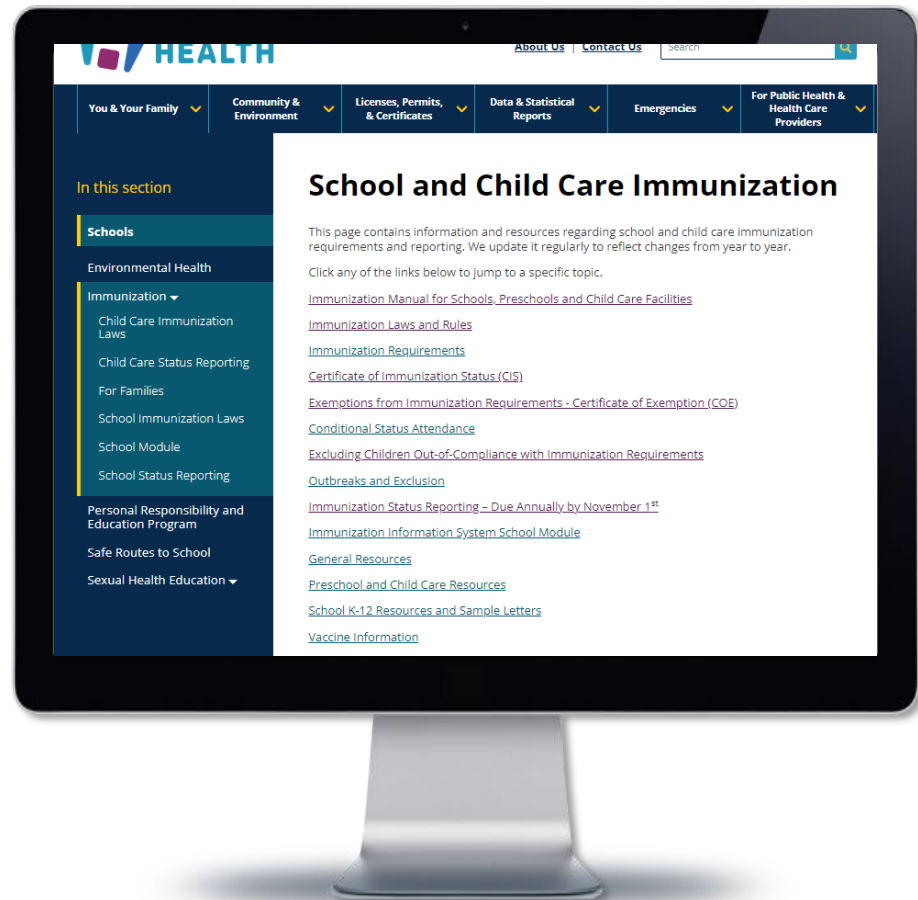 HEALTH
About Us | Contact Us
Search
You & Your Family
Community &
Environment
Licenses, Permits,
& Certificates
Data & Statistical
Reports
Emergencies
For Public Health &
Health Care
Providers
In this section
Schools
Environmental Health
Immunization
Child Care Immunization
Laws
Child Care Status Reporting
For Families
School Immunization Laws
School Module
School Status Reporting
Personal Responsibility and
Education Program
Safe Routes to School
Sexual Health Education
School and Child Care Immunization
This page contains information and resources regarding school and child care immunization
requirements and reporting. We update it regularly to reflect changes from year to year.
Click any of the links below to jump to a specific topic.
Immunization Manual for Schools, Preschools and Child Care Facilities
Immunization Laws and Rules
Immunization Requirements
Certificate of Immunization Status (CIS)
Exemptions from Immunization Requirements - Certificate of Exemption (COE)
Conditional Status Attendance
Excluding Children Out-of-Compliance with Immunization Requirements
Outbreaks and Exclusion
Immunization Status Reporting – Due Annually by November 1st
Immunization Information System School Module
General Resources
Preschool and Child Care Resources
School K-12 Resources and Sample Letters
Vaccine Information